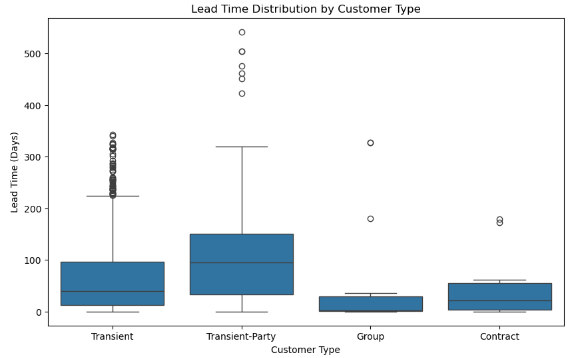 Lead Time Distribution by Customer Type
Lead Time (Days)
500
400
300
200
100
0
Transient Transient-Party Group Contract
Customer Type